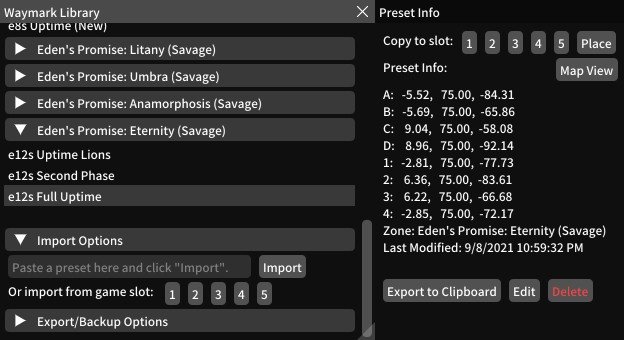 Waymark Library
e8s Uptime (New)
Eden's Promise: Litany (Savage)
Eden's Promise: Umbra (Savage)
Eden's Promise: Anamorphosis (Savage)
Eden's Promise: Eternity (Savage)
e12s Uptime Lions
e12s Second Phase
e12s Full Uptime
Import Options
Paste a preset here and click "Import".
Import
Or import from game slot: 1 2 3 4 5
Export/Backup Options
Preset Info
Copy to slot: 1 2 3 4 5 Place
Preset Info:
Map View
A: -5.52, 75.00, -84.31
B: -5.69, 75.00, -65.86
C: 9.04, 75.00, -58.08
D: 8.96, 75.00, -92.14
1: -2.81, 75.00, -77.73
2: 6.36, 75.00, -83.61
3: 6.22, 75.00, -66.68
4: -2.85, 75.00, -72.17
Zone: Eden's Promise: Eternity (Savage)
Last Modified: 9/8/2021 10:59:32 PM
Export to Clipboard Edit Delete